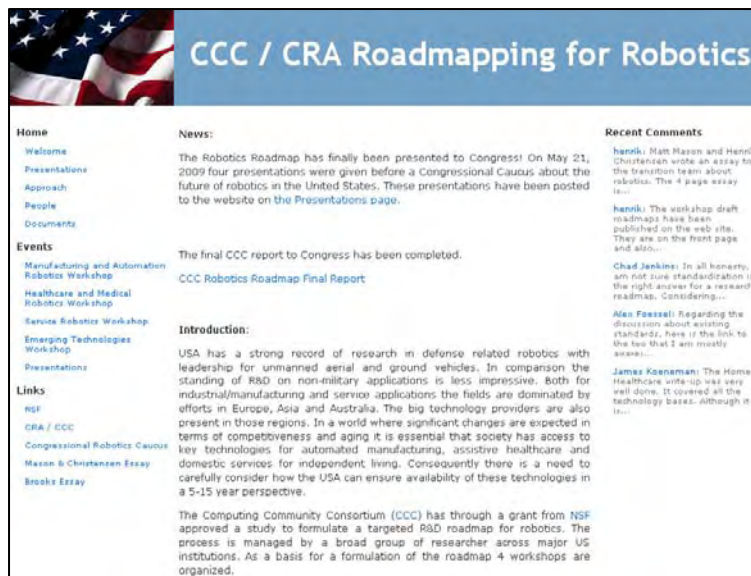 CCC / CRA Roadmapping for Robotics
Home
Welcome
Presentations
Approach
People
Documents
Events
Manufacturing and Automation
Robotics Workshop
Healthcare and Medical
Robotics Workshop
Service Robotics Workshop
Emerging Technologies
Workshop
Presentations
Links
NSF
CRA / CCC
Congressional Robotics Caucus
Mason & Christensen Essay
Brooks Essay
News:
The Robotics Roadmap has finally been presented to Congress! On May 21,
2009 four presentations were given before a Congressional Caucus about the
future of robotics in the United States. These presentations have been posted
to the website on the Presentations page.
The final CCC report to Congress has been completed.
CCC Robotics Roadmap Final Report
Introduction:
USA has a strong record of research in defense related robotics with
leadership for unmanned aerial and ground vehicles. In comparison the
standing of R&D on non-military applications is less impressive. Both for
industrial/manufacturing and service applications the fields are dominated by
efforts in Europe, Asia and Australia. The big technology providers are also
present in those regions. In a world where significant changes are expected in
terms of competitiveness and aging it is essential that society has access to
key technologies for automated manufacturing, assistive healthcare and
domestic services for independent living. Consequently there is a need to
carefully consider how the USA can ensure availability of these technologies in
a 5-15 year perspective.
The Computing Community Consortium (CCC) has through a grant from NSF
approved a study to formulate a targeted R&D roadmap for robotics. The
process is managed by a broad group of researcher across major US
institutions. As a basis for a formulation of the roadmap 4 workshops are
organized.
Recent Comments
henrik: Matt Mason and Henri
Christensen wrote an essay to
the transition team about
robotics. The 4 page essay
is...
henrik: The workshop draft
roadmaps have been
published on the web site.
They are on the front page
and also...
Chad Jenkins: In all honesty,
am not sure standardization i
the right answer for a research
roadmap. Considering...
Alex Foessel: Regarding the
discussion about existing
standards, here is the link to
the two that I am mostly
aware...
James Koeneman: The Home
Healthcare write-up was very
well done. It covered all the
technology bases. Although it
is...